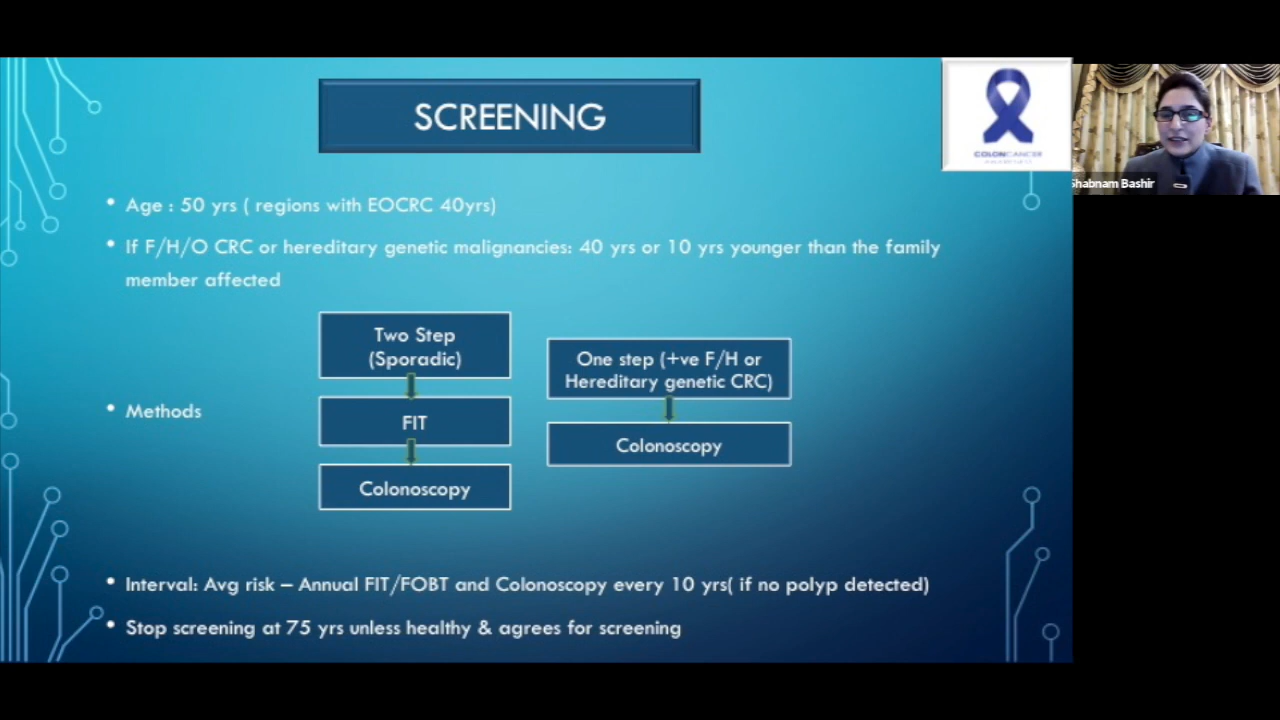 SCREENING
COLONCANCER
AWARENESS
Shabnam Bashir
• Age : 50 yrs ( regions with EOCRC 40yrs)
• If F/H/O CRC or hereditary genetic malignancies: 40 yrs or 10 yrs younger than the family
member affected
Two Step
(Sporadic)
FIT
Colonoscopy
One step (+ve F/H or
Hereditary genetic CRC)
Colonoscopy
• Methods
• Interval: Avg risk – Annual FIT/FOBT and Colonoscopy every 10 yrs( if no polyp detected)
• Stop screening at 75 yrs unless healthy & agrees for screening